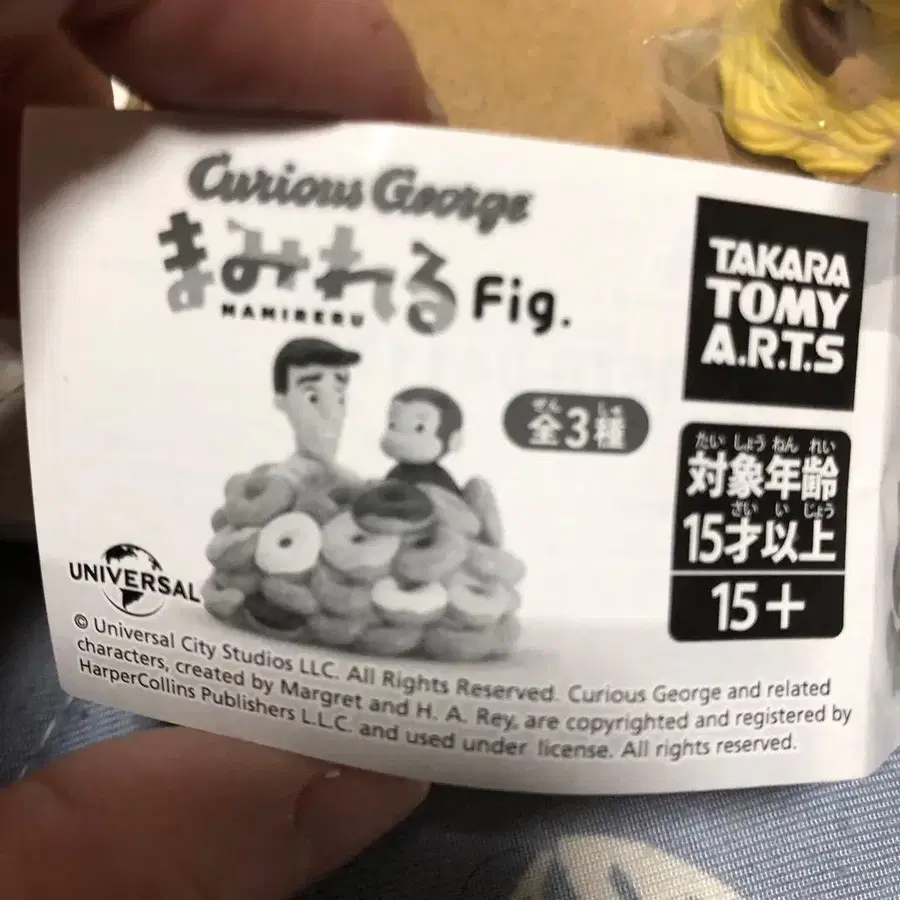 Curious George
まみれる Fig.
MAMIRERU
TAKARA
TOMY
A.R.T.S
ぜん しゅ
全3種
たい しょう ねん れい
対象年齢
さい い じょう
15才以上
15+
UNIVERSAL
© Universal City Studios LLC. All Rights Reserved. Curious George and related
characters, created by Margret and H. A. Rey, are copyrighted and registered by
HarperCollins Publishers L.L.C. and used under license. All rights reserved.